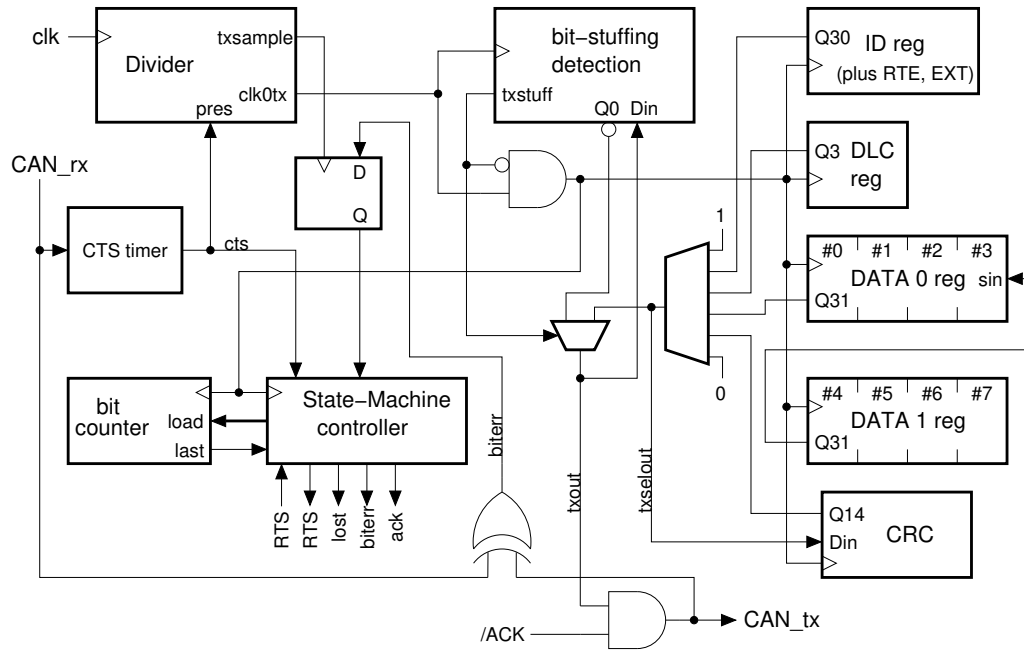 clk
Divider
txsample
clk0tx
pres
bit−stuffing
detection
txstuff
Q0 Din
Q30 ID reg
(plus RTE, EXT)
Q3 DLC
reg
CAN_rx
D
Q
CTS timer
cts
1
0
#0 #1 #2 #3
DATA 0 reg sin
Q31
#4 #5 #6 #7
DATA 1 reg
Q31
bit
counter
load
last
State−Machine
controller
RTS
RTS
lost
biterr
ack
biterr
txout
txselout
Q14
Din
CRC
/ACK
CAN_tx